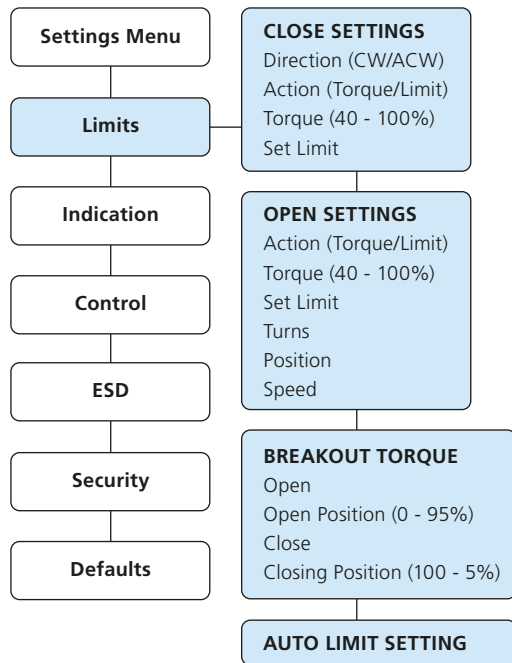 Settings Menu
Limits
Indication
Control
ESD
Security
Defaults
CLOSE SETTINGS
Direction (CW/ACW)
Action (Torque/Limit)
Torque (40 - 100%)
Set Limit
OPEN SETTINGS
Action (Torque/Limit)
Torque (40 - 100%)
Set Limit
Turns
Position
Speed
BREAKOUT TORQUE
Open
Open Position (0 - 95%)
Close
Closing Position (100 - 5%)
AUTO LIMIT SETTING